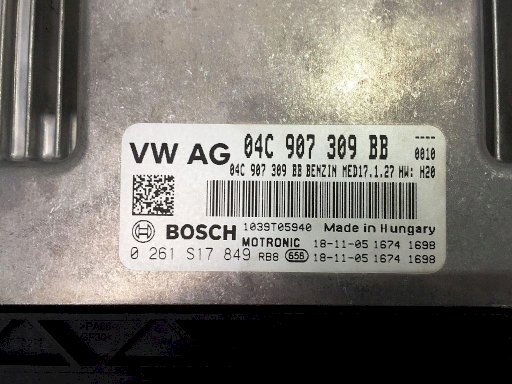 VW AG 04C 907 309 BB 0010
04C 907 309 BB BENZIN MED17.1.27 HW: H20
BOSCH 1039T05940 Made in Hungary
MOTRONIC 18-11-05 1674 1698
0 261 S17 849 RB8 658 18-11-05 1674 1698